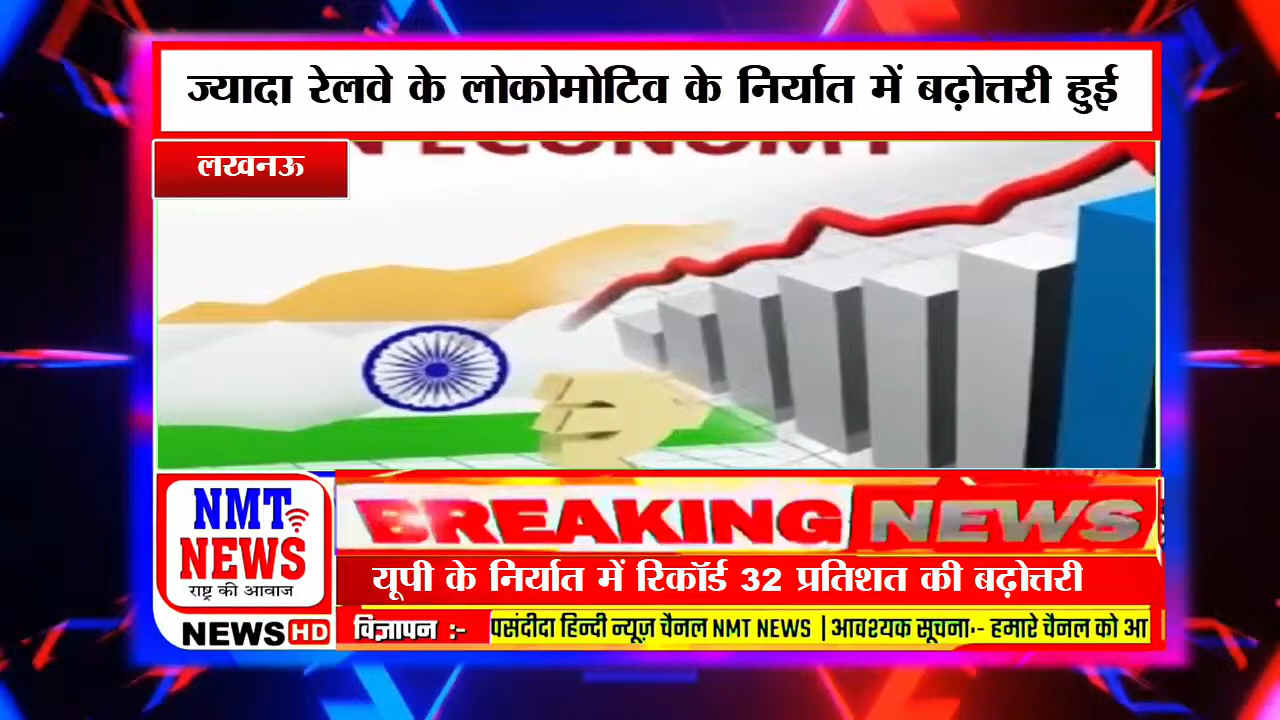 ज्यादा रेलवे के लोकोमोटिव के निर्यात में बढ़ोत्तरी हुई
लखनऊ
N ECONOMY
NMT
NEWS
राष्ट्र की आवाज
NEWS HD
BREAKING NEWS
यूपी के निर्यात में रिकॉर्ड 32 प्रतिशत की बढ़ोत्तरी
विज्ञापन :-
पसंदीदा हिन्दी न्यूज़ चैनल NMT NEWS | आवश्यक सूचना:- हमारे चैनल को आ